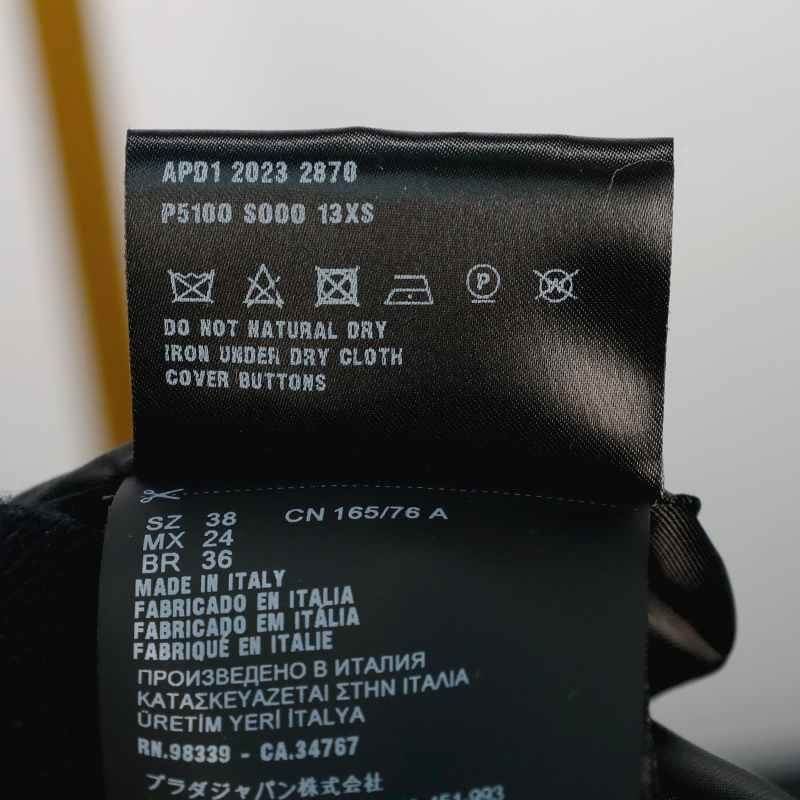 APD1 2023 2870
P5100 S000 13XS
P
W
DO NOT NATURAL DRY
IRON UNDER DRY CLOTH
COVER BUTTONS
SZ 38 CN 165/76 A
MX 24
BR 36
MADE IN ITALY
FABRICADO EN ITALIA
FABRICADO EM ITÁLIA
FABRIQUÉ EN ITALIE
ПРОИЗВЕДЕНО В ИТАЛИЯ
ΚΑΤΑΣΚΕΥΑΖΕΤΑΙ ΣΤΗΝ ΙΤΑΛΙΑ
ÜRETİM YERİ İTALYA
RN.98339 - CA.34767
プラダジャパン株式会社